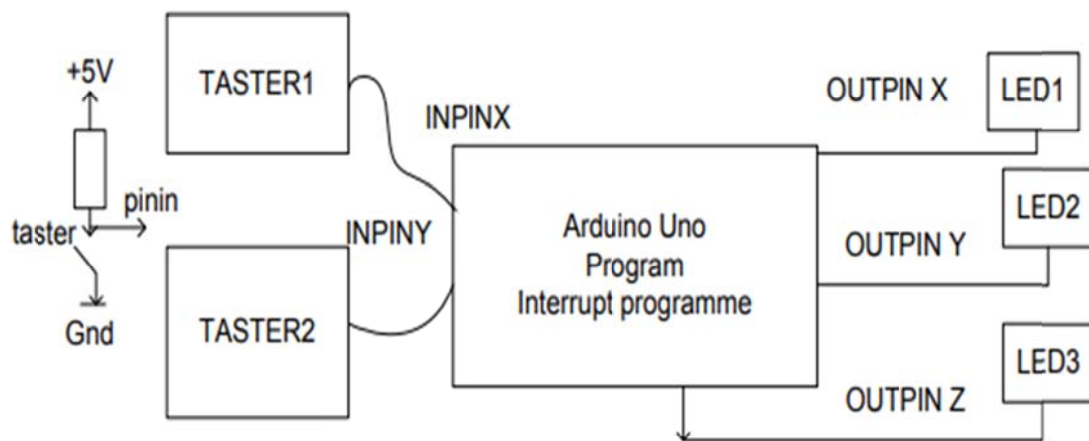 +5V
pinin
taster
Gnd
TASTER1
INPINX
INPINY
TASTER2
Arduino Uno
Program
Interrupt programme
OUTPIN X
LED1
LED2
OUTPIN Y
LED3
OUTPIN Z